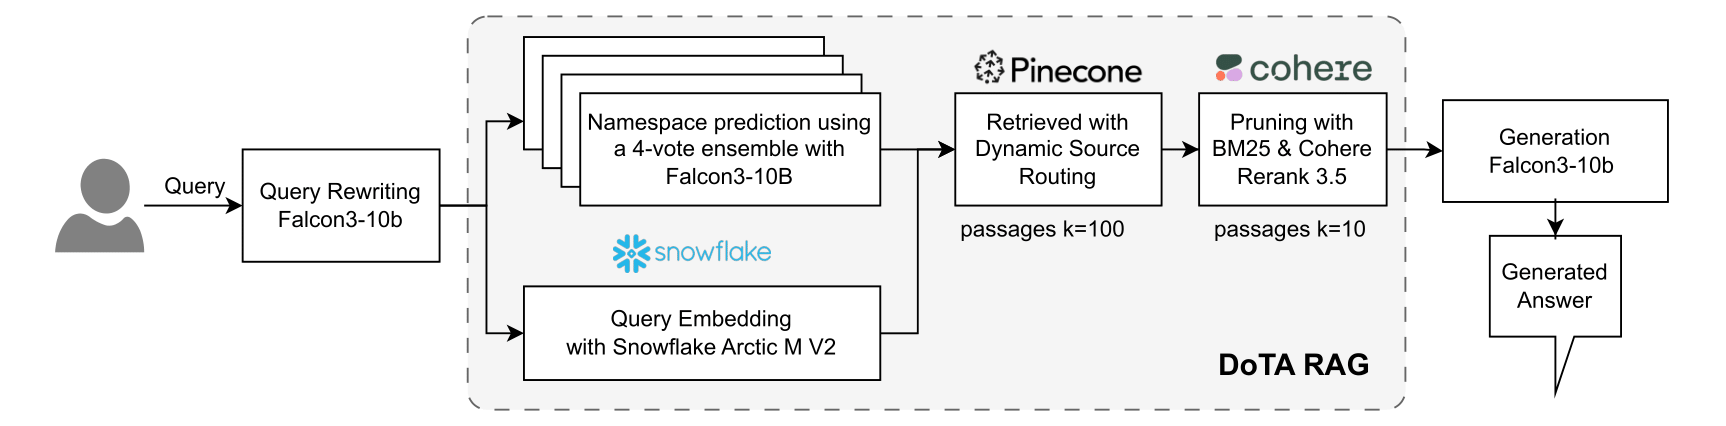 Query
Query Rewriting
Falcon3-10b
Namespace prediction using
a 4-vote ensemble with
Falcon3-10B
snowflake
Query Embedding
with Snowflake Arctic M V2
Pinecone
Retrieved with
Dynamic Source
Routing
passages k=100
cohere
Pruning with
BM25 & Cohere
Rerank 3.5
passages k=10
DoTA RAG
Generation
Falcon3-10b
Generated
Answer